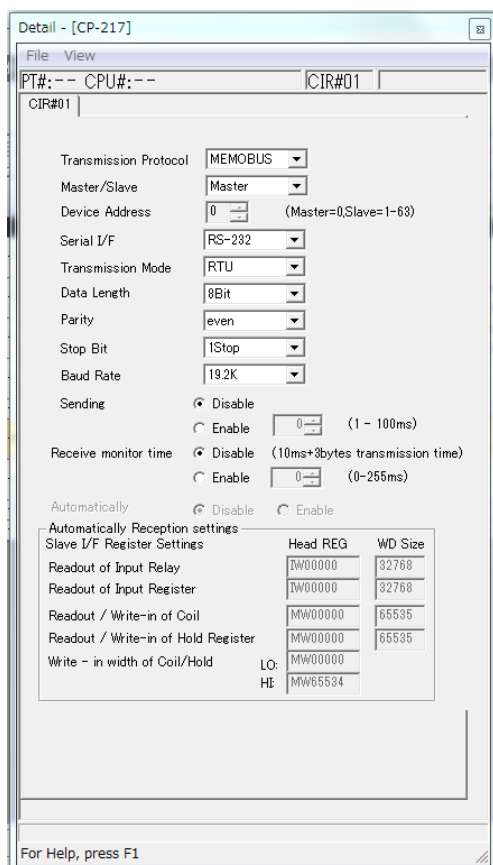 Detail - [CP-217]
File View
PT#:-- CPU#:-- CIR#01
CIR#01
Transmission Protocol MEMOBUS
Master/Slave Master
Device Address 0 (Master=0,Slave=1-63)
Serial I/F RS-232
Transmission Mode RTU
Data Length 8Bit
Parity even
Stop Bit 1Stop
Baud Rate 19.2K
Sending Disable
Enable 0 (1 - 100ms)
Receive monitor time Disable (10ms+3bytes transmission time)
Enable 0 (0-255ms)
Automatically Disable Enable
Automatically Reception settings
Slave I/F Register Settings Head REG WD Size
Readout of Input Relay IW00000 32768
Readout of Input Register IW00000 32768
Readout / Write-in of Coil MW00000 65535
Readout / Write-in of Hold Register MW00000 65535
Write - in width of Coil/Hold LO: MW00000
HI: MW65534
For Help, press F1